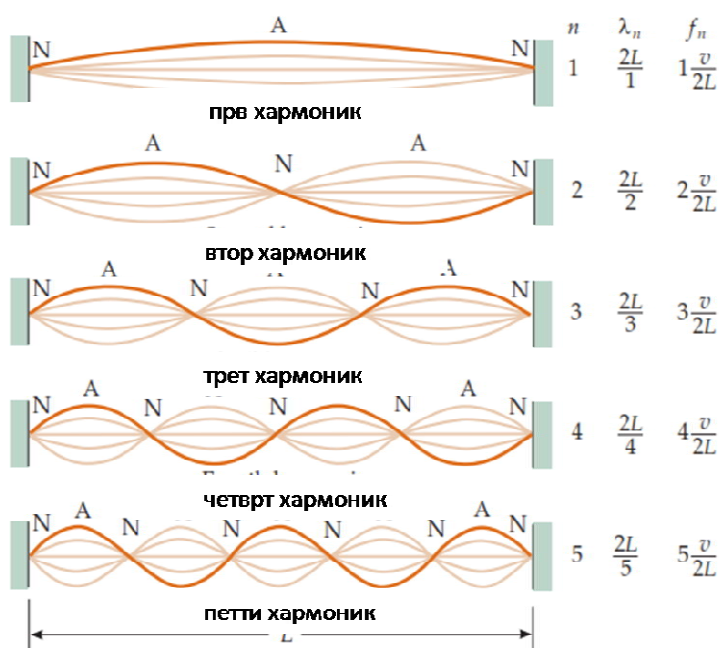 n λₙ fₙ
N A N 1 2L/1 1 v/2L
прв хармоник
N A N A N 2 2L/2 2 v/2L
втор хармоник
N A N N A N 3 2L/3 3 v/2L
трет хармоник
N A N N N A N 4 2L/4 4 v/2L
четврт хармоник
N A N N N N A N 5 2L/5 5 v/2L
петти хармоник
L